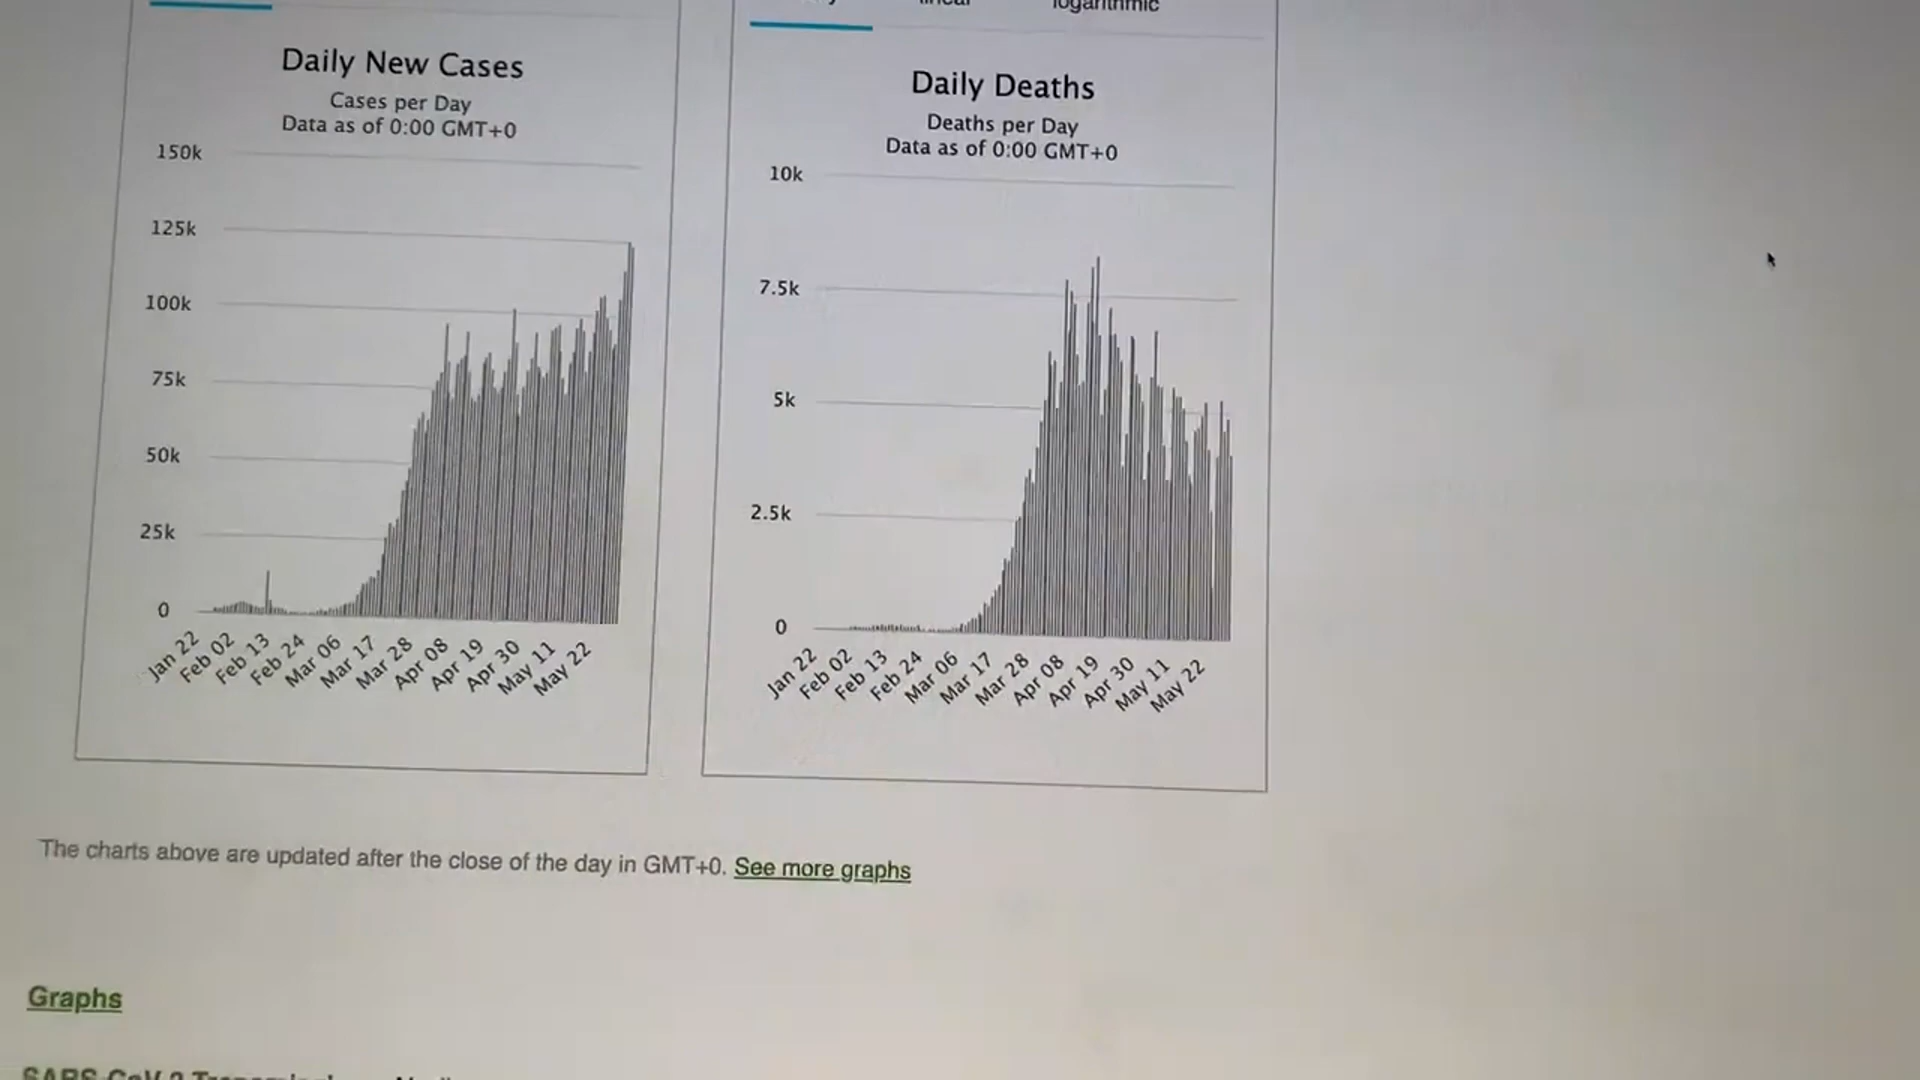 linear
logarithmic
Daily New Cases
Cases per Day
Data as of 0:00 GMT+0
150k
125k
100k
75k
50k
25k
0
Jan 22
Feb 02
Feb 13
Feb 24
Mar 06
Mar 17
Mar 28
Apr 08
Apr 19
Apr 30
May 11
May 22
Daily Deaths
Deaths per Day
Data as of 0:00 GMT+0
10k
7.5k
5k
2.5k
0
Jan 22
Feb 02
Feb 13
Feb 24
Mar 06
Mar 17
Mar 28
Apr 08
Apr 19
Apr 30
May 11
May 22
The charts above are updated after the close of the day in GMT+0. See more graphs
Graphs
SARS-CoV-2